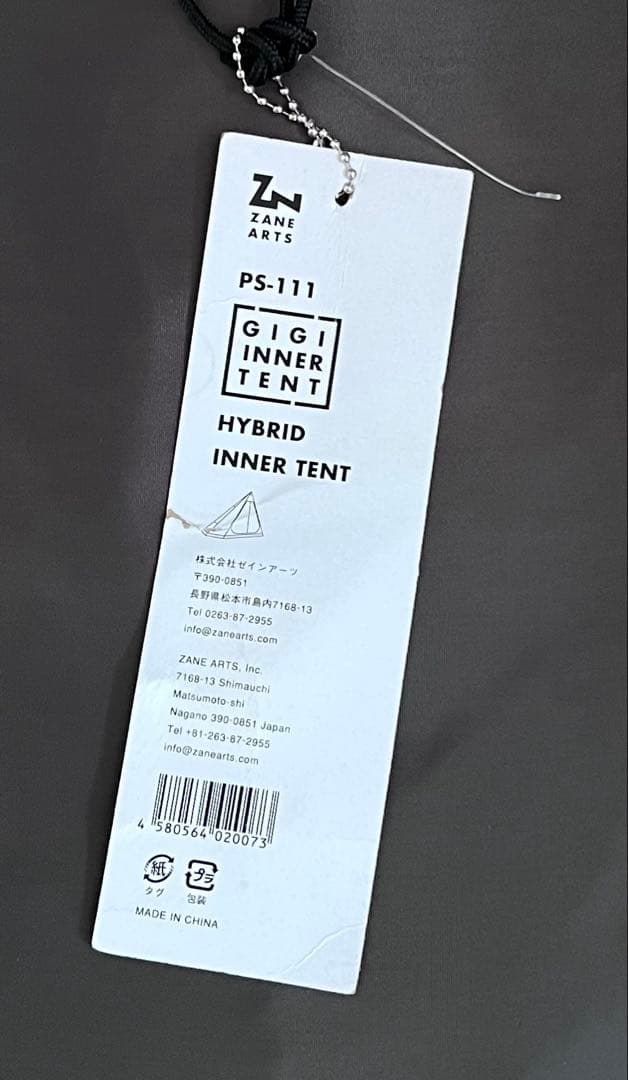 ZN
ZANE
ARTS
PS-111
GIGI
INNER
TENT
HYBRID
INNER TENT
株式会社ゼインアーツ
〒390-0851
長野県松本市島内7168-13
Tel 0263-87-2955
info@zanearts.com
ZANE ARTS, Inc.
7168-13 Shimauchi
Matsumoto-shi
Nagano 390-0851 Japan
Tel +81-263-87-2955
info@zanearts.com
4 580564 020073
紙 プラ
タグ 包装
MADE IN CHINA